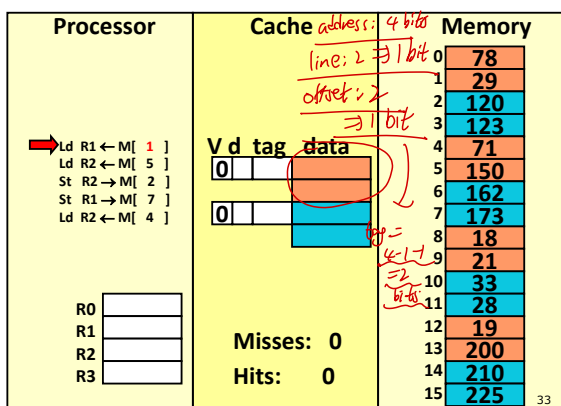 Processor
Ld R1 ← M[ 1 ]
Ld R2 ← M[ 5 ]
St R2 → M[ 2 ]
St R1 → M[ 7 ]
Ld R2 ← M[ 4 ]
R0
R1
R2
R3
Cache
address: 4 bits
line: 2 ⇒ 1 bit
offset: 2
⇒ 1 bit
V d tag data
0
0
tag =
4-1-1
=2
bits
Misses: 0
Hits: 0
Memory
0 78
1 29
2 120
3 123
4 71
5 150
6 162
7 173
8 18
9 21
10 33
11 28
12 19
13 200
14 210
15 225
33